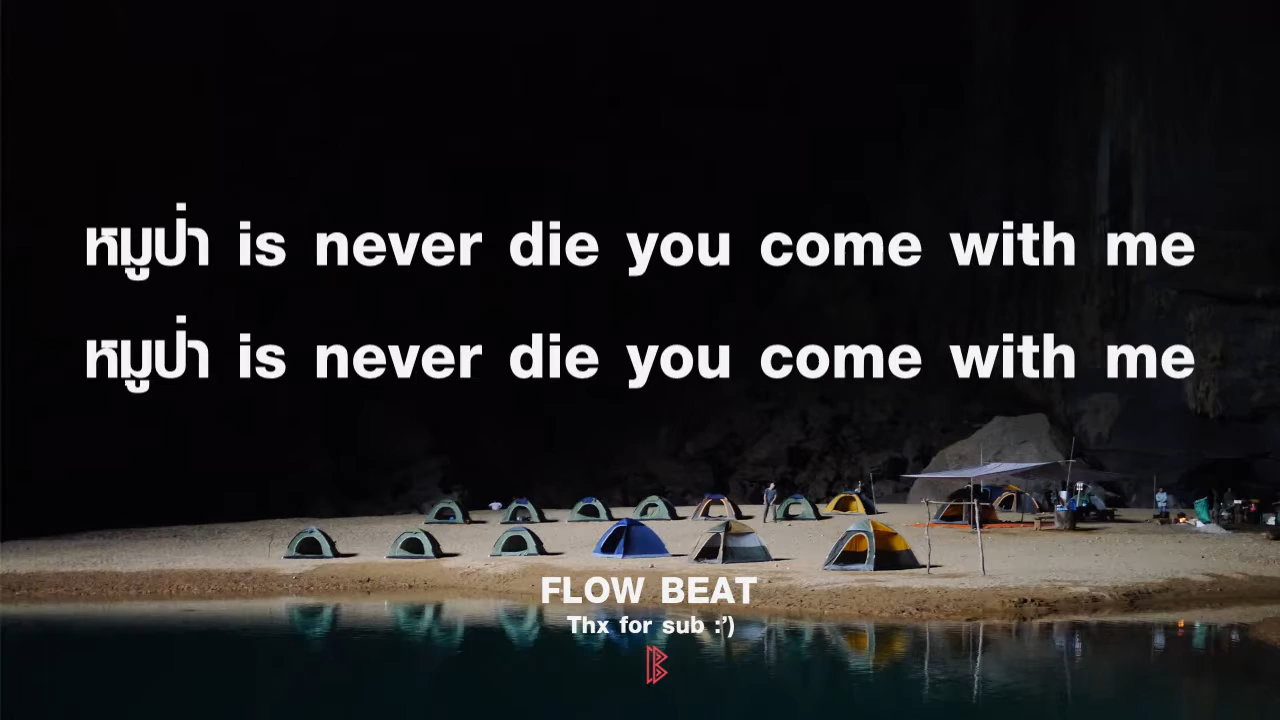 หมูป่า is never die you come with me
หมูป่า is never die you come with me
FLOW BEAT
Thx for sub :’)